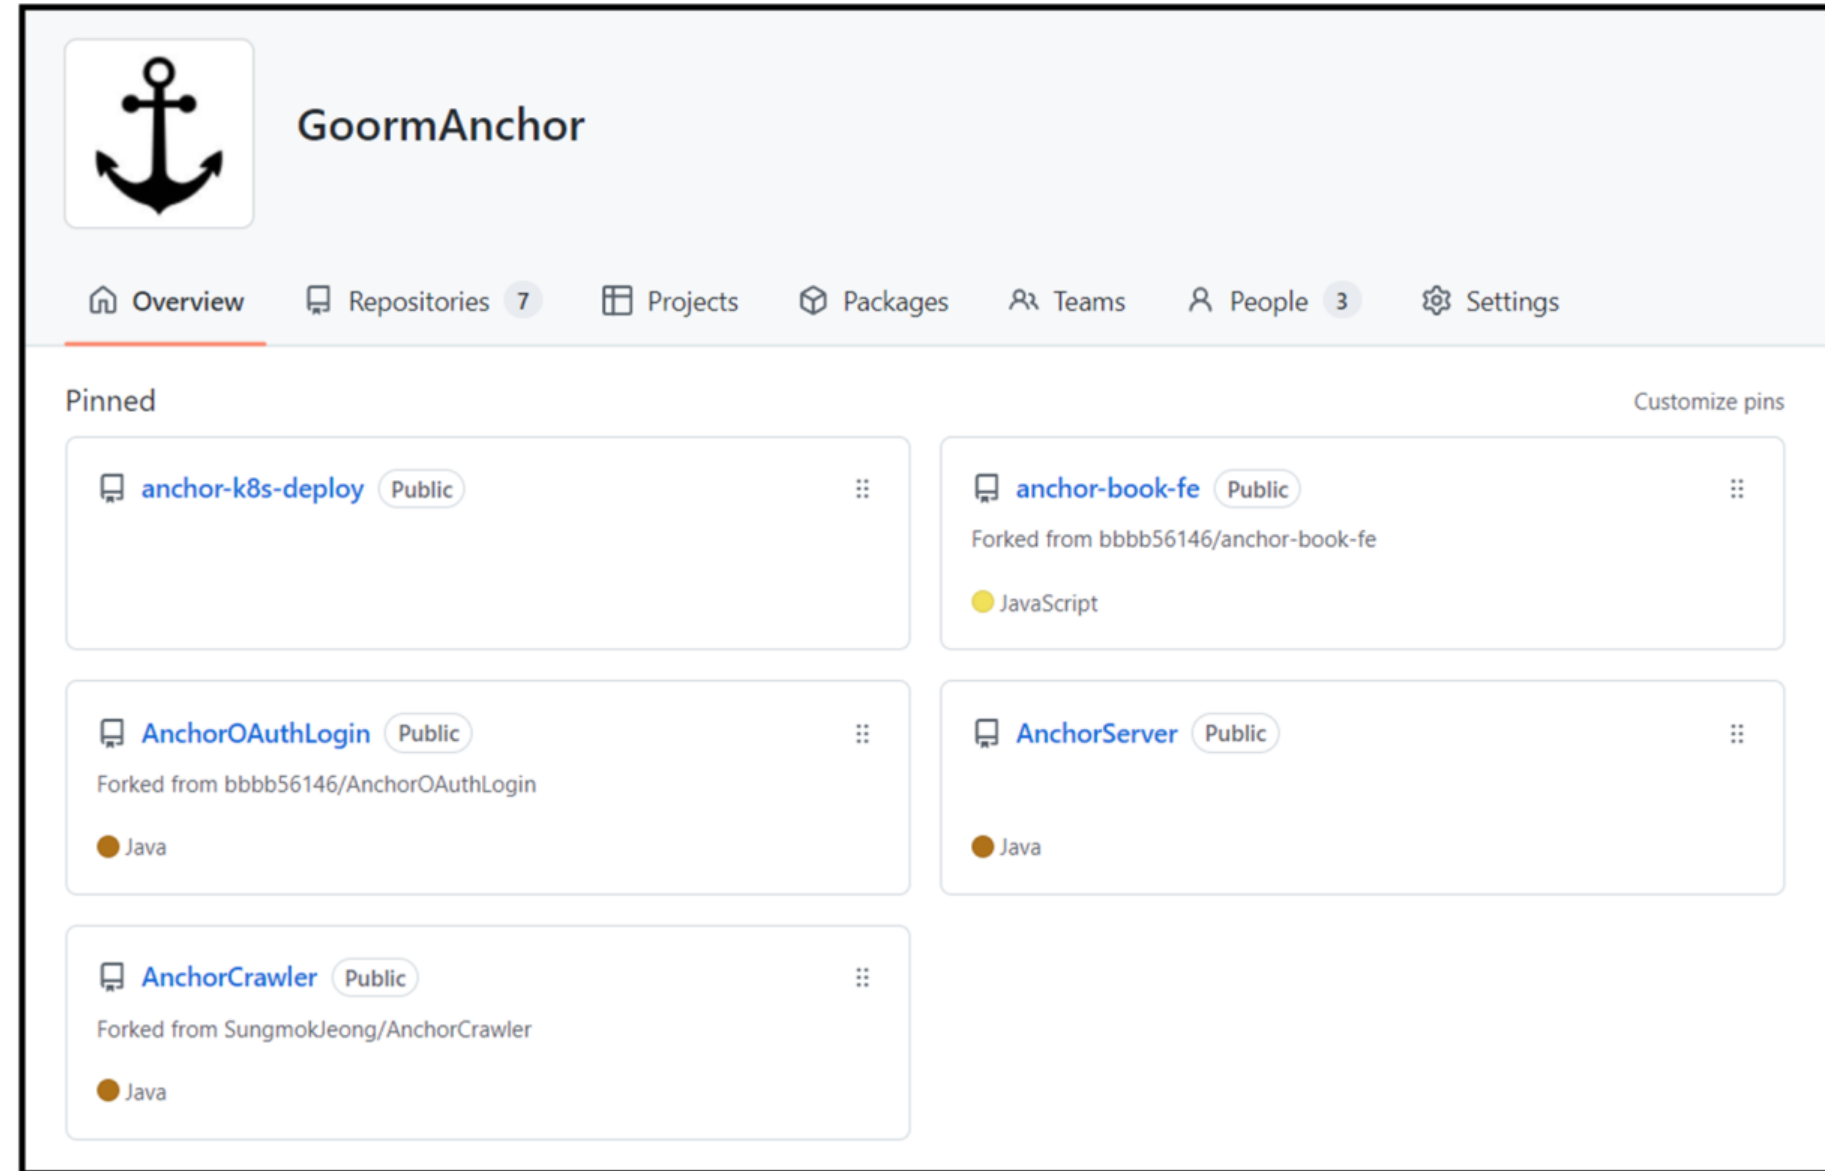 GoormAnchor
Overview Repositories 7 Projects Packages Teams People 3 Settings
Pinned
Customize pins
anchor-k8s-deploy Public
anchor-book-fe Public
Forked from bbbb56146/anchor-book-fe
JavaScript
AnchorOAuthLogin Public
Forked from bbbb56146/AnchorOAuthLogin
Java
AnchorServer Public
Java
AnchorCrawler Public
Forked from SungmokJeong/AnchorCrawler
Java